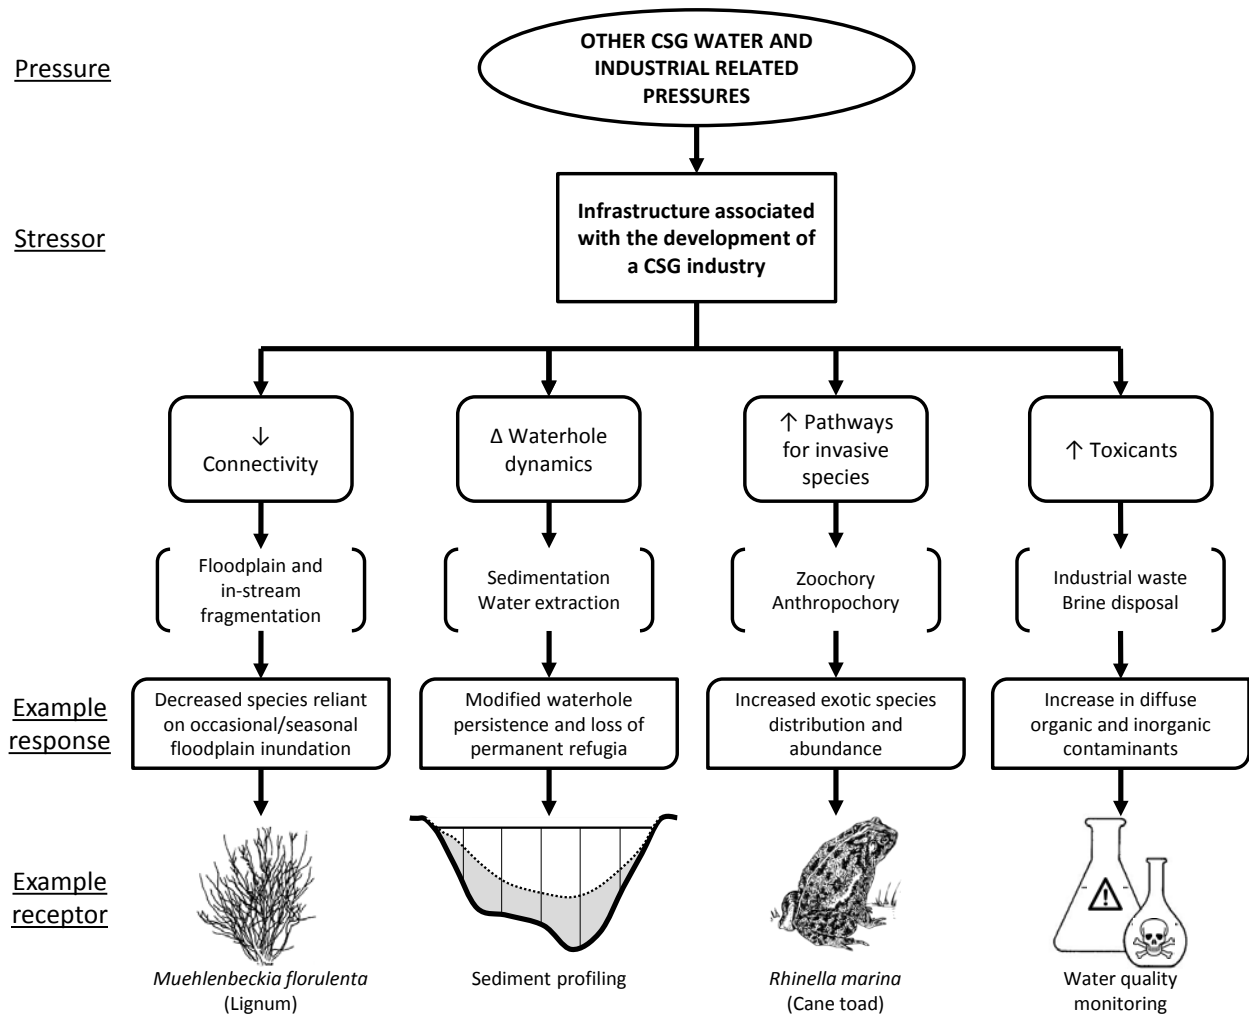 Pressure
OTHER CSG WATER AND
INDUSTRIAL RELATED
PRESSURES
Stressor
Infrastructure associated
with the development of
a CSG industry
↓
Connectivity
Δ Waterhole
dynamics
↑ Pathways
for invasive
species
↑ Toxicants
Floodplain and
in-stream
fragmentation
Sedimentation
Water extraction
Zoochory
Anthropochory
Industrial waste
Brine disposal
Example
response
Decreased species reliant
on occasional/seasonal
floodplain inundation
Modified waterhole
persistence and loss of
permanent refugia
Increased exotic species
distribution and
abundance
Increase in diffuse
organic and inorganic
contaminants
Example
receptor
!
Muehlenbeckia florulenta
(Lignum)
Sediment profiling
Rhinella marina
(Cane toad)
Water quality
monitoring